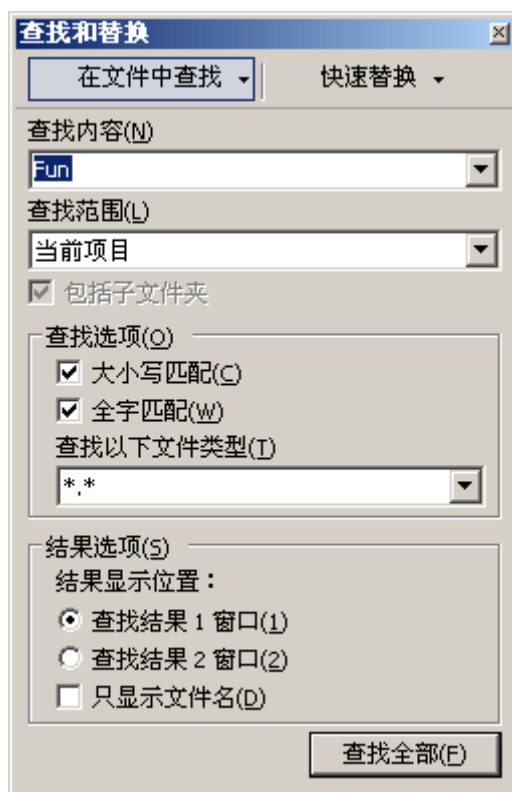 查找和替换
在文件中查找 快速替换
查找内容(N)
Fun
查找范围(L)
当前项目
包括子文件夹
查找选项(O)
大小写匹配(C)
全字匹配(W)
查找以下文件类型(T)
*.*
结果选项(S)
结果显示位置：
查找结果 1 窗口(1)
查找结果 2 窗口(2)
只显示文件名(D)
查找全部(F)